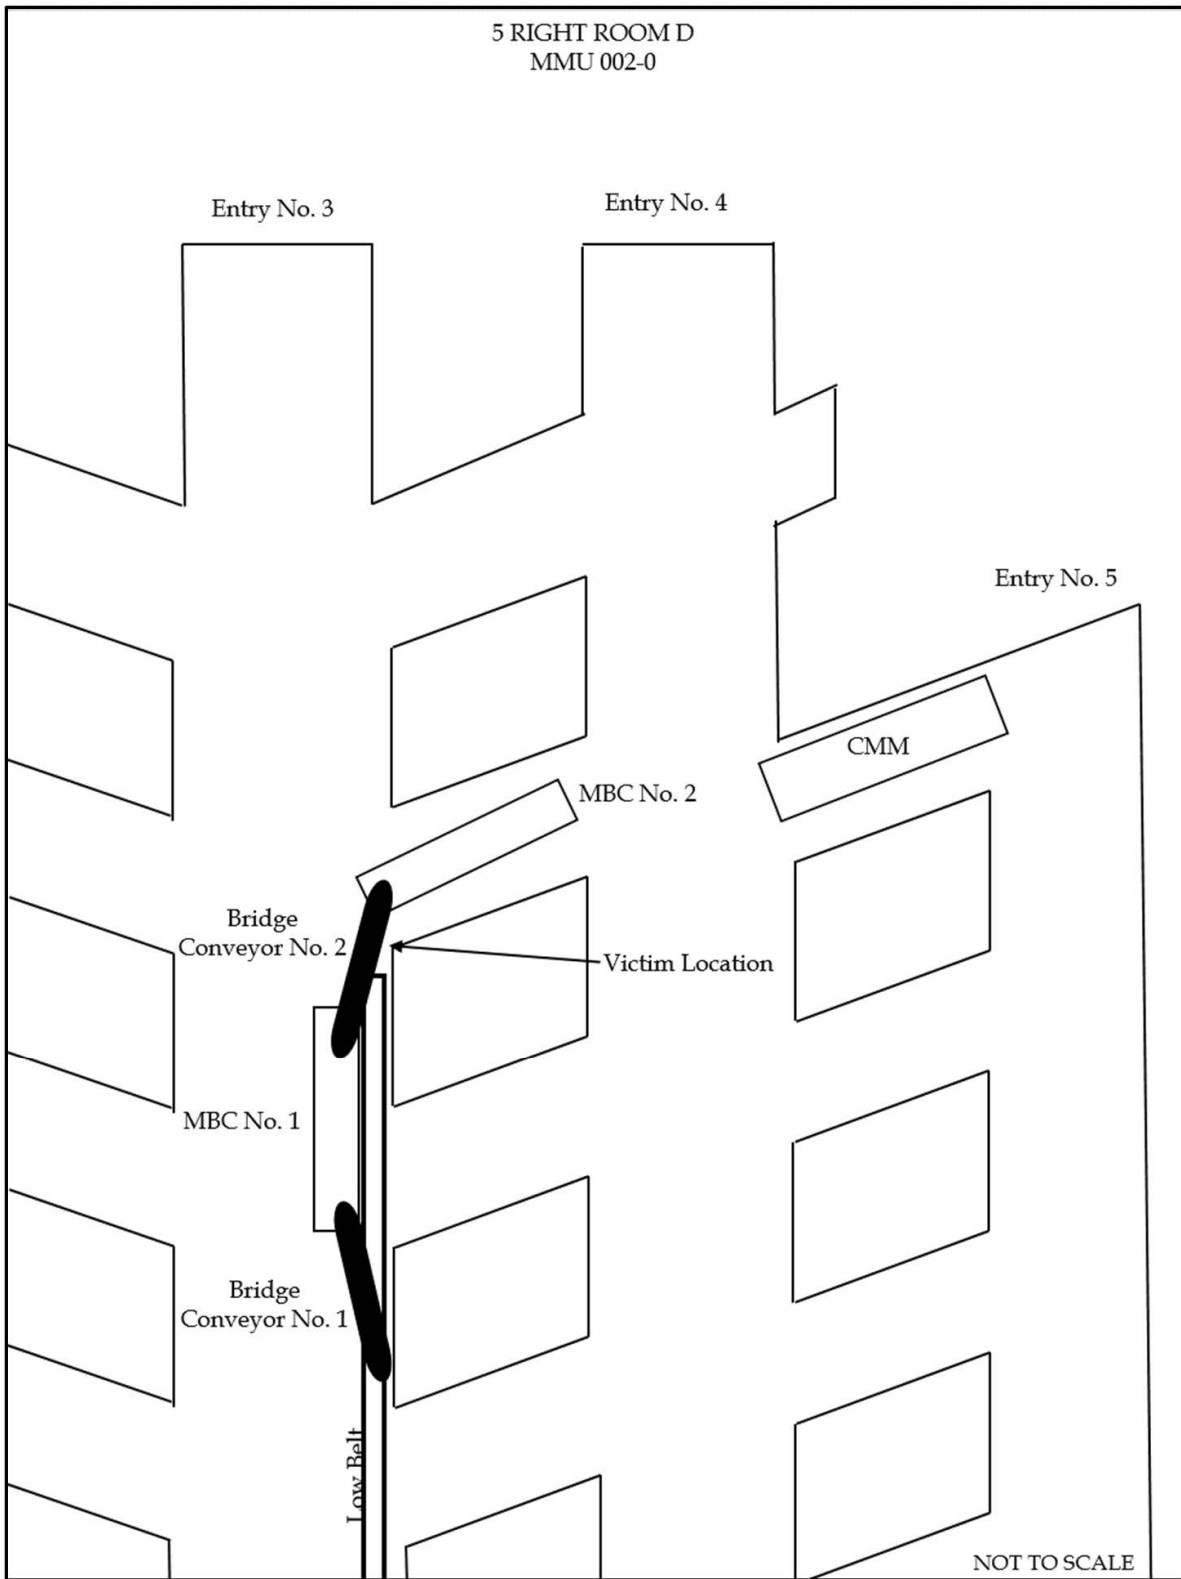 5 RIGHT ROOM D
MMU 002-0
Entry No. 3
Entry No. 4
Entry No. 5
CMM
MBC No. 2
Bridge
Conveyor No. 2
Victim Location
MBC No. 1
Bridge
Conveyor No. 1
Low Belt
NOT TO SCALE